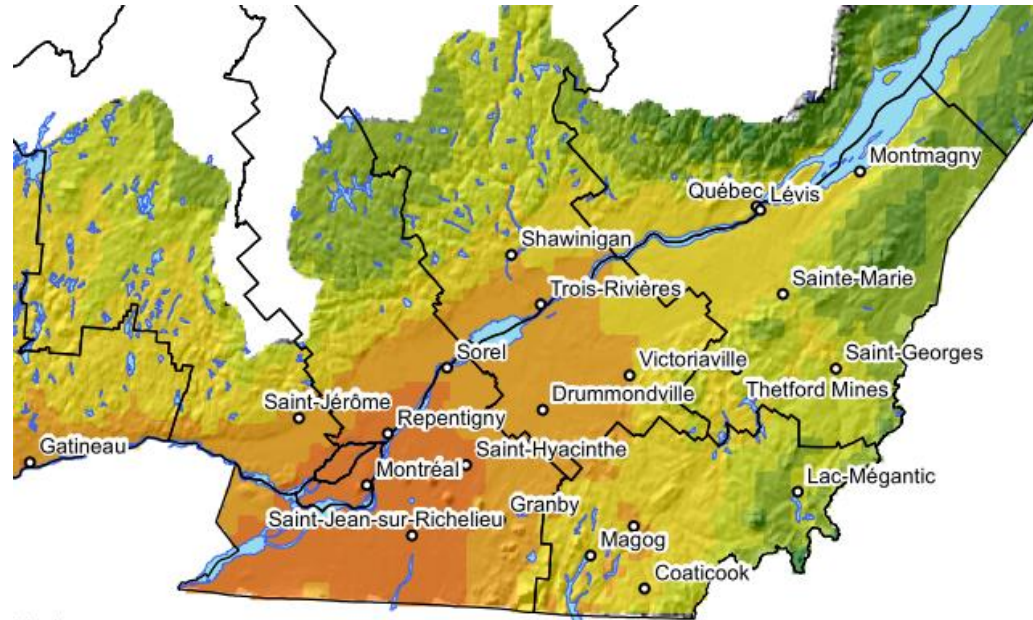 Montmagny
Québec
Lévis
Shawinigan
Sainte-Marie
Trois-Rivières
Sorel
Victoriaville
Saint-Georges
Thetford Mines
Drummondville
Saint-Jérôme
Repentigny
Gatineau
Saint-Hyacinthe
Montréal
Lac-Mégantic
Granby
Saint-Jean-sur-Richelieu
Magog
Coaticook